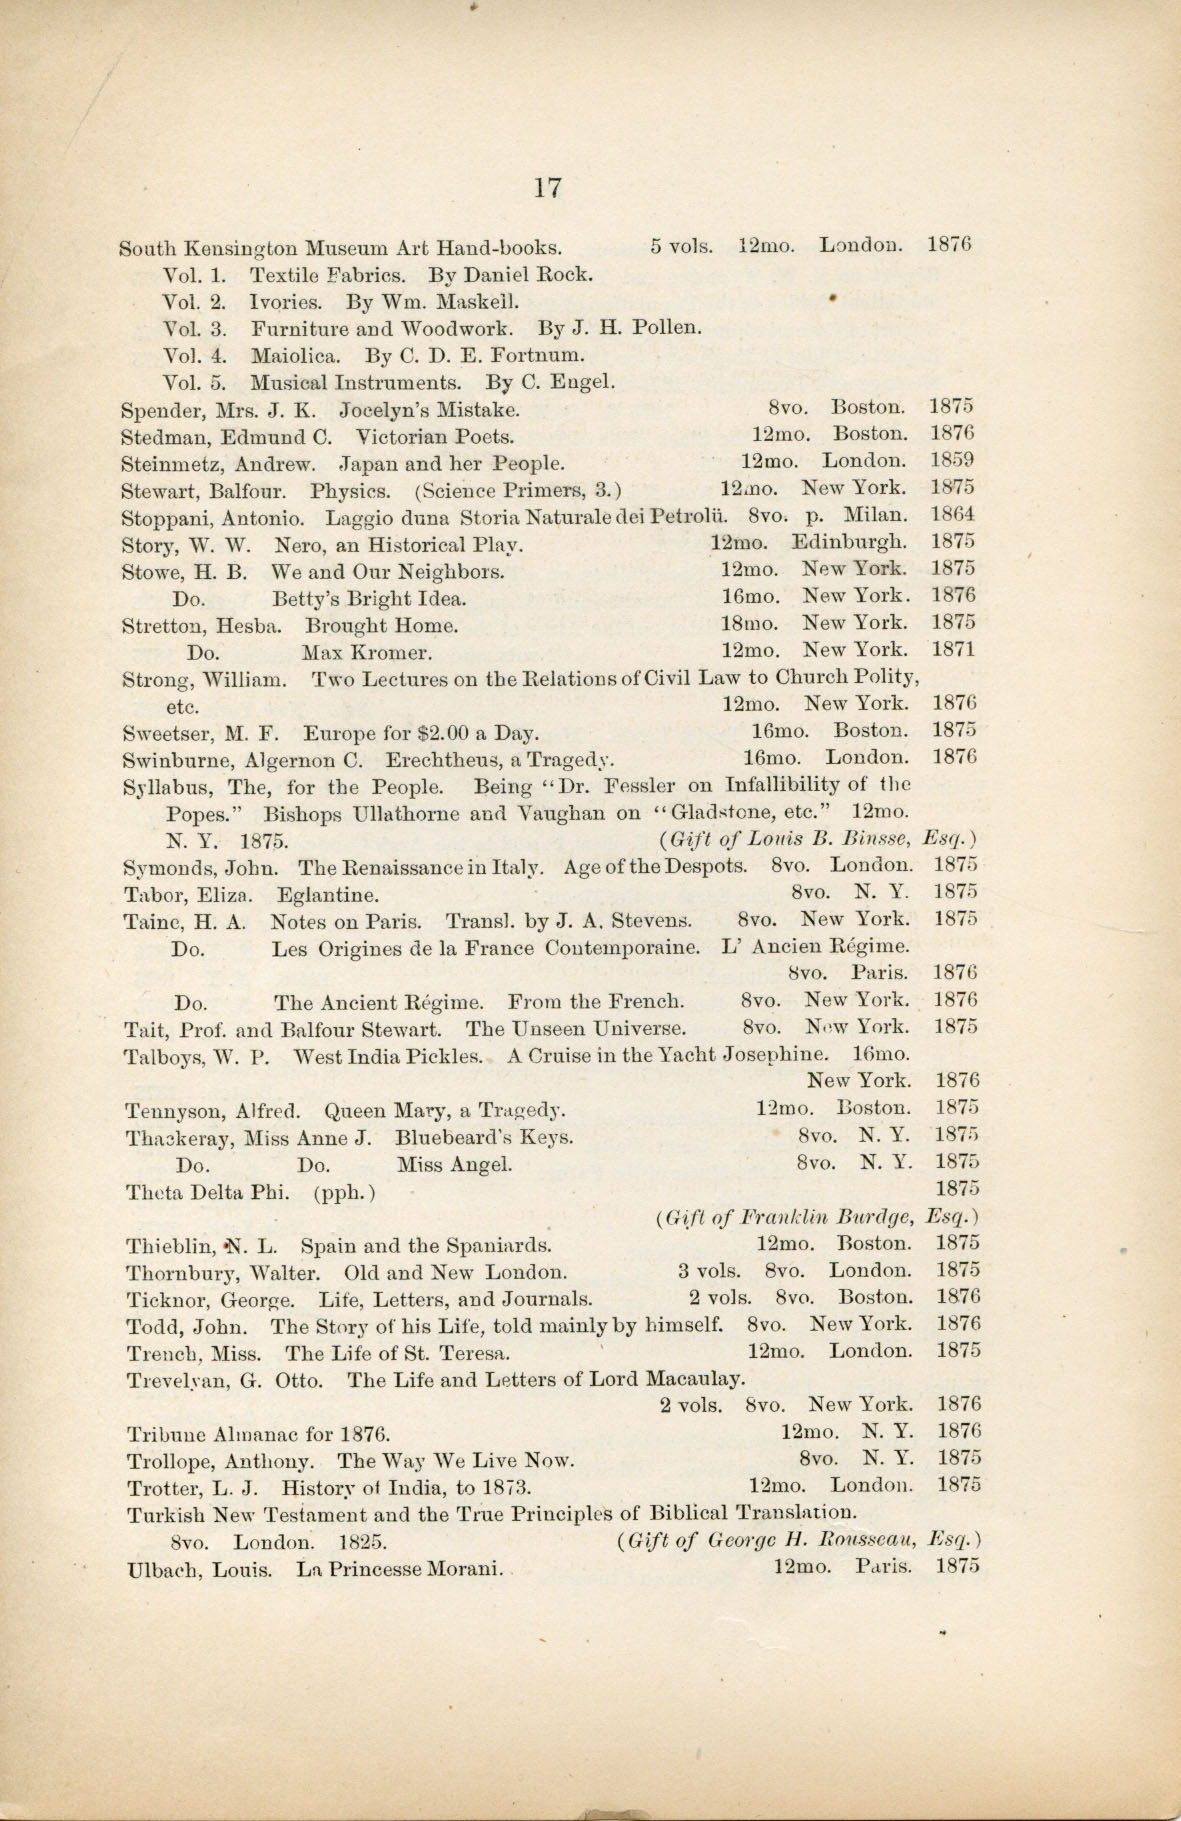 17
South Kensington Museum Art Hand-books. 5 vols. 12mo. London. 1876
Vol. 1. Textile Fabrics. By Daniel Rock.
Vol. 2. Ivories. By Wm. Maskell.
Vol. 3. Furniture and Woodwork. By J. H. Pollen.
Vol. 4. Maiolica. By C. D. E. Fortnum.
Vol. 5. Musical Instruments. By C. Engel.
Spender, Mrs. J. K. Jocelyn's Mistake. 8vo. Boston. 1875
Stedman, Edmund C. Victorian Poets. 12mo. Boston. 1876
Steinmetz, Andrew. Japan and her People. 12mo. London. 1859
Stewart, Balfour. Physics. (Science Primers, 3.) 12mo. New York. 1875
Stoppani, Antonio. Laggio duna Storia Naturale dei Petrolii. 8vo. p. Milan. 1864
Story, W. W. Nero, an Historical Play. 12mo. Edinburgh. 1875
Stowe, H. B. We and Our Neighbors. 12mo. New York. 1875
Do. Betty's Bright Idea. 16mo. New York. 1876
Stretton, Hesba. Brought Home. 18mo. New York. 1875
Do. Max Kromer. 12mo. New York. 1871
Strong, William. Two Lectures on the Relations of Civil Law to Church Polity,
etc. 12mo. New York. 1876
Sweetser, M. F. Europe for $2.00 a Day. 16mo. Boston. 1875
Swinburne, Algernon C. Erechtheus, a Tragedy. 16mo. London. 1876
Syllabus, The, for the People. Being "Dr. Fessler on Infallibility of the
Popes." Bishops Ullathorne and Vaughan on "Gladstone, etc." 12mo.
N. Y. 1875. (Gift of Louis B. Binsse, Esq.)
Symonds, John. The Renaissance in Italy. Age of the Despots. 8vo. London. 1875
Tabor, Eliza. Eglantine. 8vo. N. Y. 1875
Taine, H. A. Notes on Paris. Transl. by J. A. Stevens. 8vo. New York. 1875
Do. Les Origines de la France Contemporaine. L' Ancien Régime.
8vo. Paris. 1876
Do. The Ancient Régime. From the French. 8vo. New York. 1876
Tait, Prof. and Balfour Stewart. The Unseen Universe. 8vo. New York. 1875
Talboys, W. P. West India Pickles. A Cruise in the Yacht Josephine. 16mo.
New York. 1876
Tennyson, Alfred. Queen Mary, a Tragedy. 12mo. Boston. 1875
Thackeray, Miss Anne J. Bluebeard's Keys. 8vo. N. Y. 1875
Do. Do. Miss Angel. 8vo. N. Y. 1875
Theta Delta Phi. (pph.) 1875
(Gift of Franklin Burdge, Esq.)
Thieblin, N. L. Spain and the Spaniards. 12mo. Boston. 1875
Thornbury, Walter. Old and New London. 3 vols. 8vo. London. 1875
Ticknor, George. Life, Letters, and Journals. 2 vols. 8vo. Boston. 1876
Todd, John. The Story of his Life, told mainly by himself. 8vo. New York. 1876
Trench, Miss. The Life of St. Teresa. 12mo. London. 1875
Trevelyan, G. Otto. The Life and Letters of Lord Macaulay.
2 vols. 8vo. New York. 1876
Tribune Almanac for 1876. 12mo. N. Y. 1876
Trollope, Anthony. The Way We Live Now. 8vo. N. Y. 1875
Trotter, L. J. History of India, to 1873. 12mo. London. 1875
Turkish New Testament and the True Principles of Biblical Translation.
8vo. London. 1825. (Gift of George H. Rousseau, Esq.)
Ulbach, Louis. La Princesse Morani. 12mo. Paris. 1875